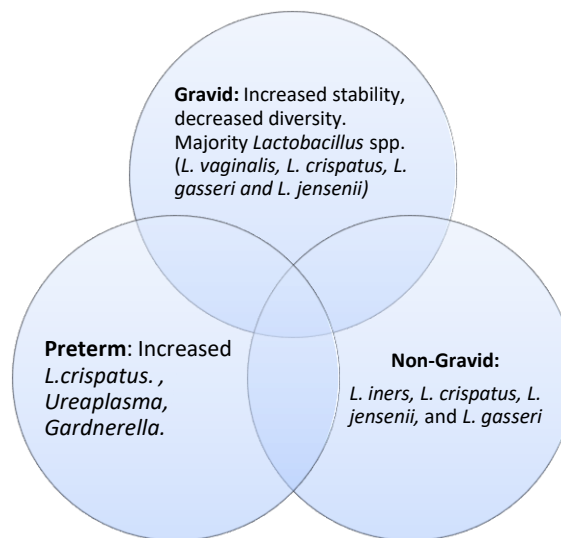 Gravid: Increased stability,
decreased diversity.
Majority Lactobacillus spp.
(L. vaginalis, L. crispatus, L.
gasseri and L. jensenii)
Preterm: Increased
L.crispatus. ,
Ureaplasma,
Gardnerella.
Non-Gravid:
L. iners, L. crispatus, L.
jensenii, and L. gasseri